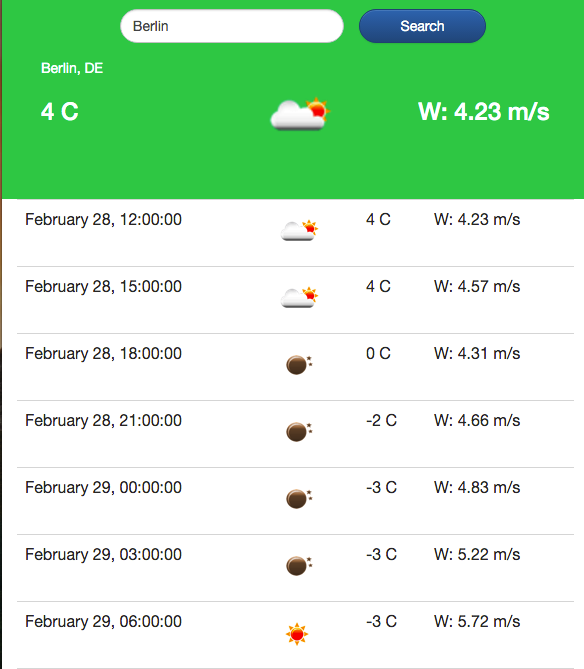 Berlin
Search
Berlin, DE
4 C W: 4.23 m/s
February 28, 12:00:00 4 C W: 4.23 m/s
February 28, 15:00:00 4 C W: 4.57 m/s
February 28, 18:00:00 0 C W: 4.31 m/s
February 28, 21:00:00 -2 C W: 4.66 m/s
February 29, 00:00:00 -3 C W: 4.83 m/s
February 29, 03:00:00 -3 C W: 5.22 m/s
February 29, 06:00:00 -3 C W: 5.72 m/s